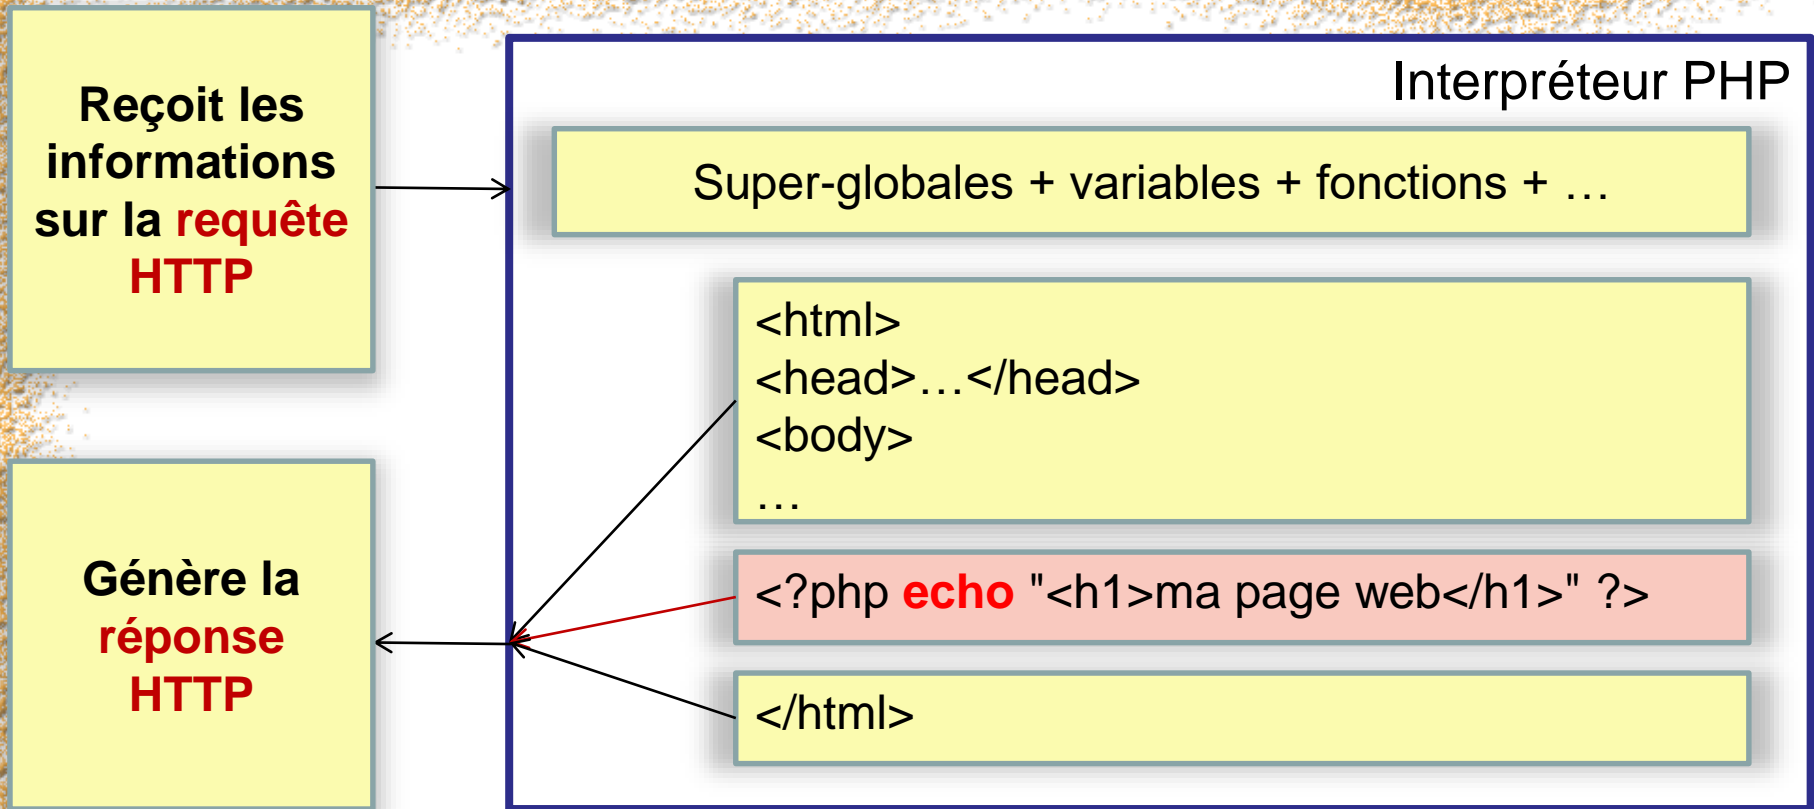 Reçoit les
informations
sur la requête
HTTP
Génère la
réponse
HTTP
Interpréteur PHP
Super-globales + variables + fonctions + …
<html>
<head>…</head>
<body>
…
<?php echo "<h1>ma page web</h1>" ?>
</html>